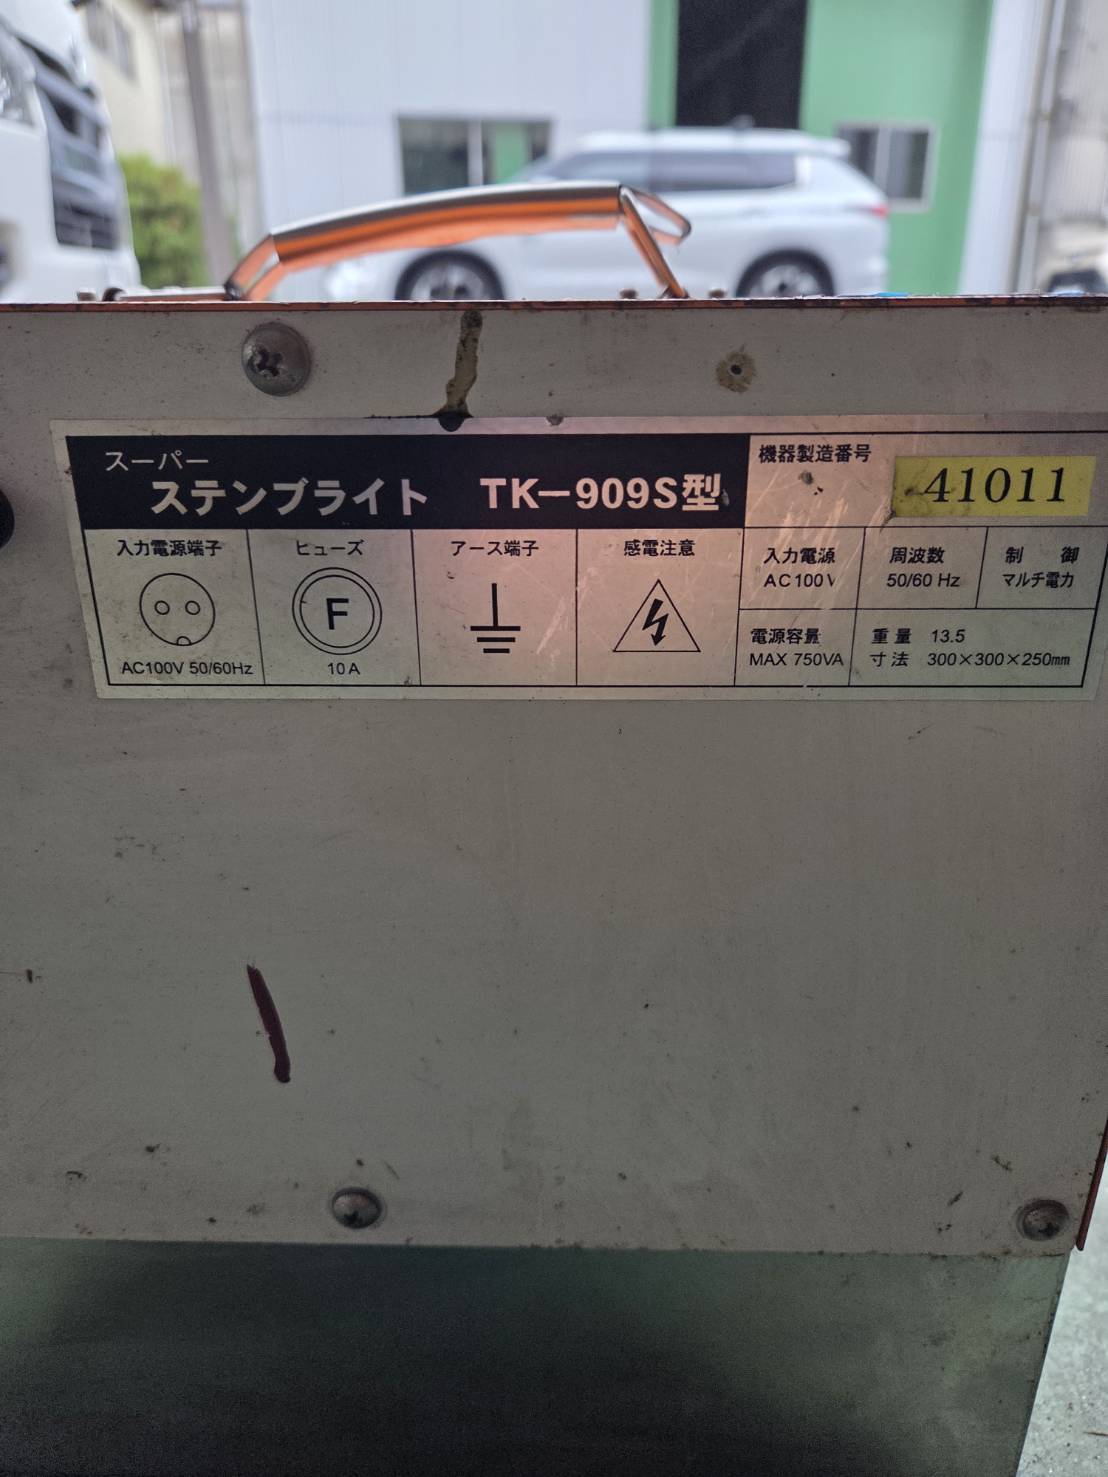 スーパー
ステンブライト TK-909S型
機器製造番号 41011
入力電源端子
AC100V 50/60Hz
ヒューズ
F
10A
アース端子
感電注意
入力電源
AC100V
周波数
50/60 Hz
制 御
マルチ電力
電源容量
MAX 750VA
重量 13.5
寸法 300×300×250mm